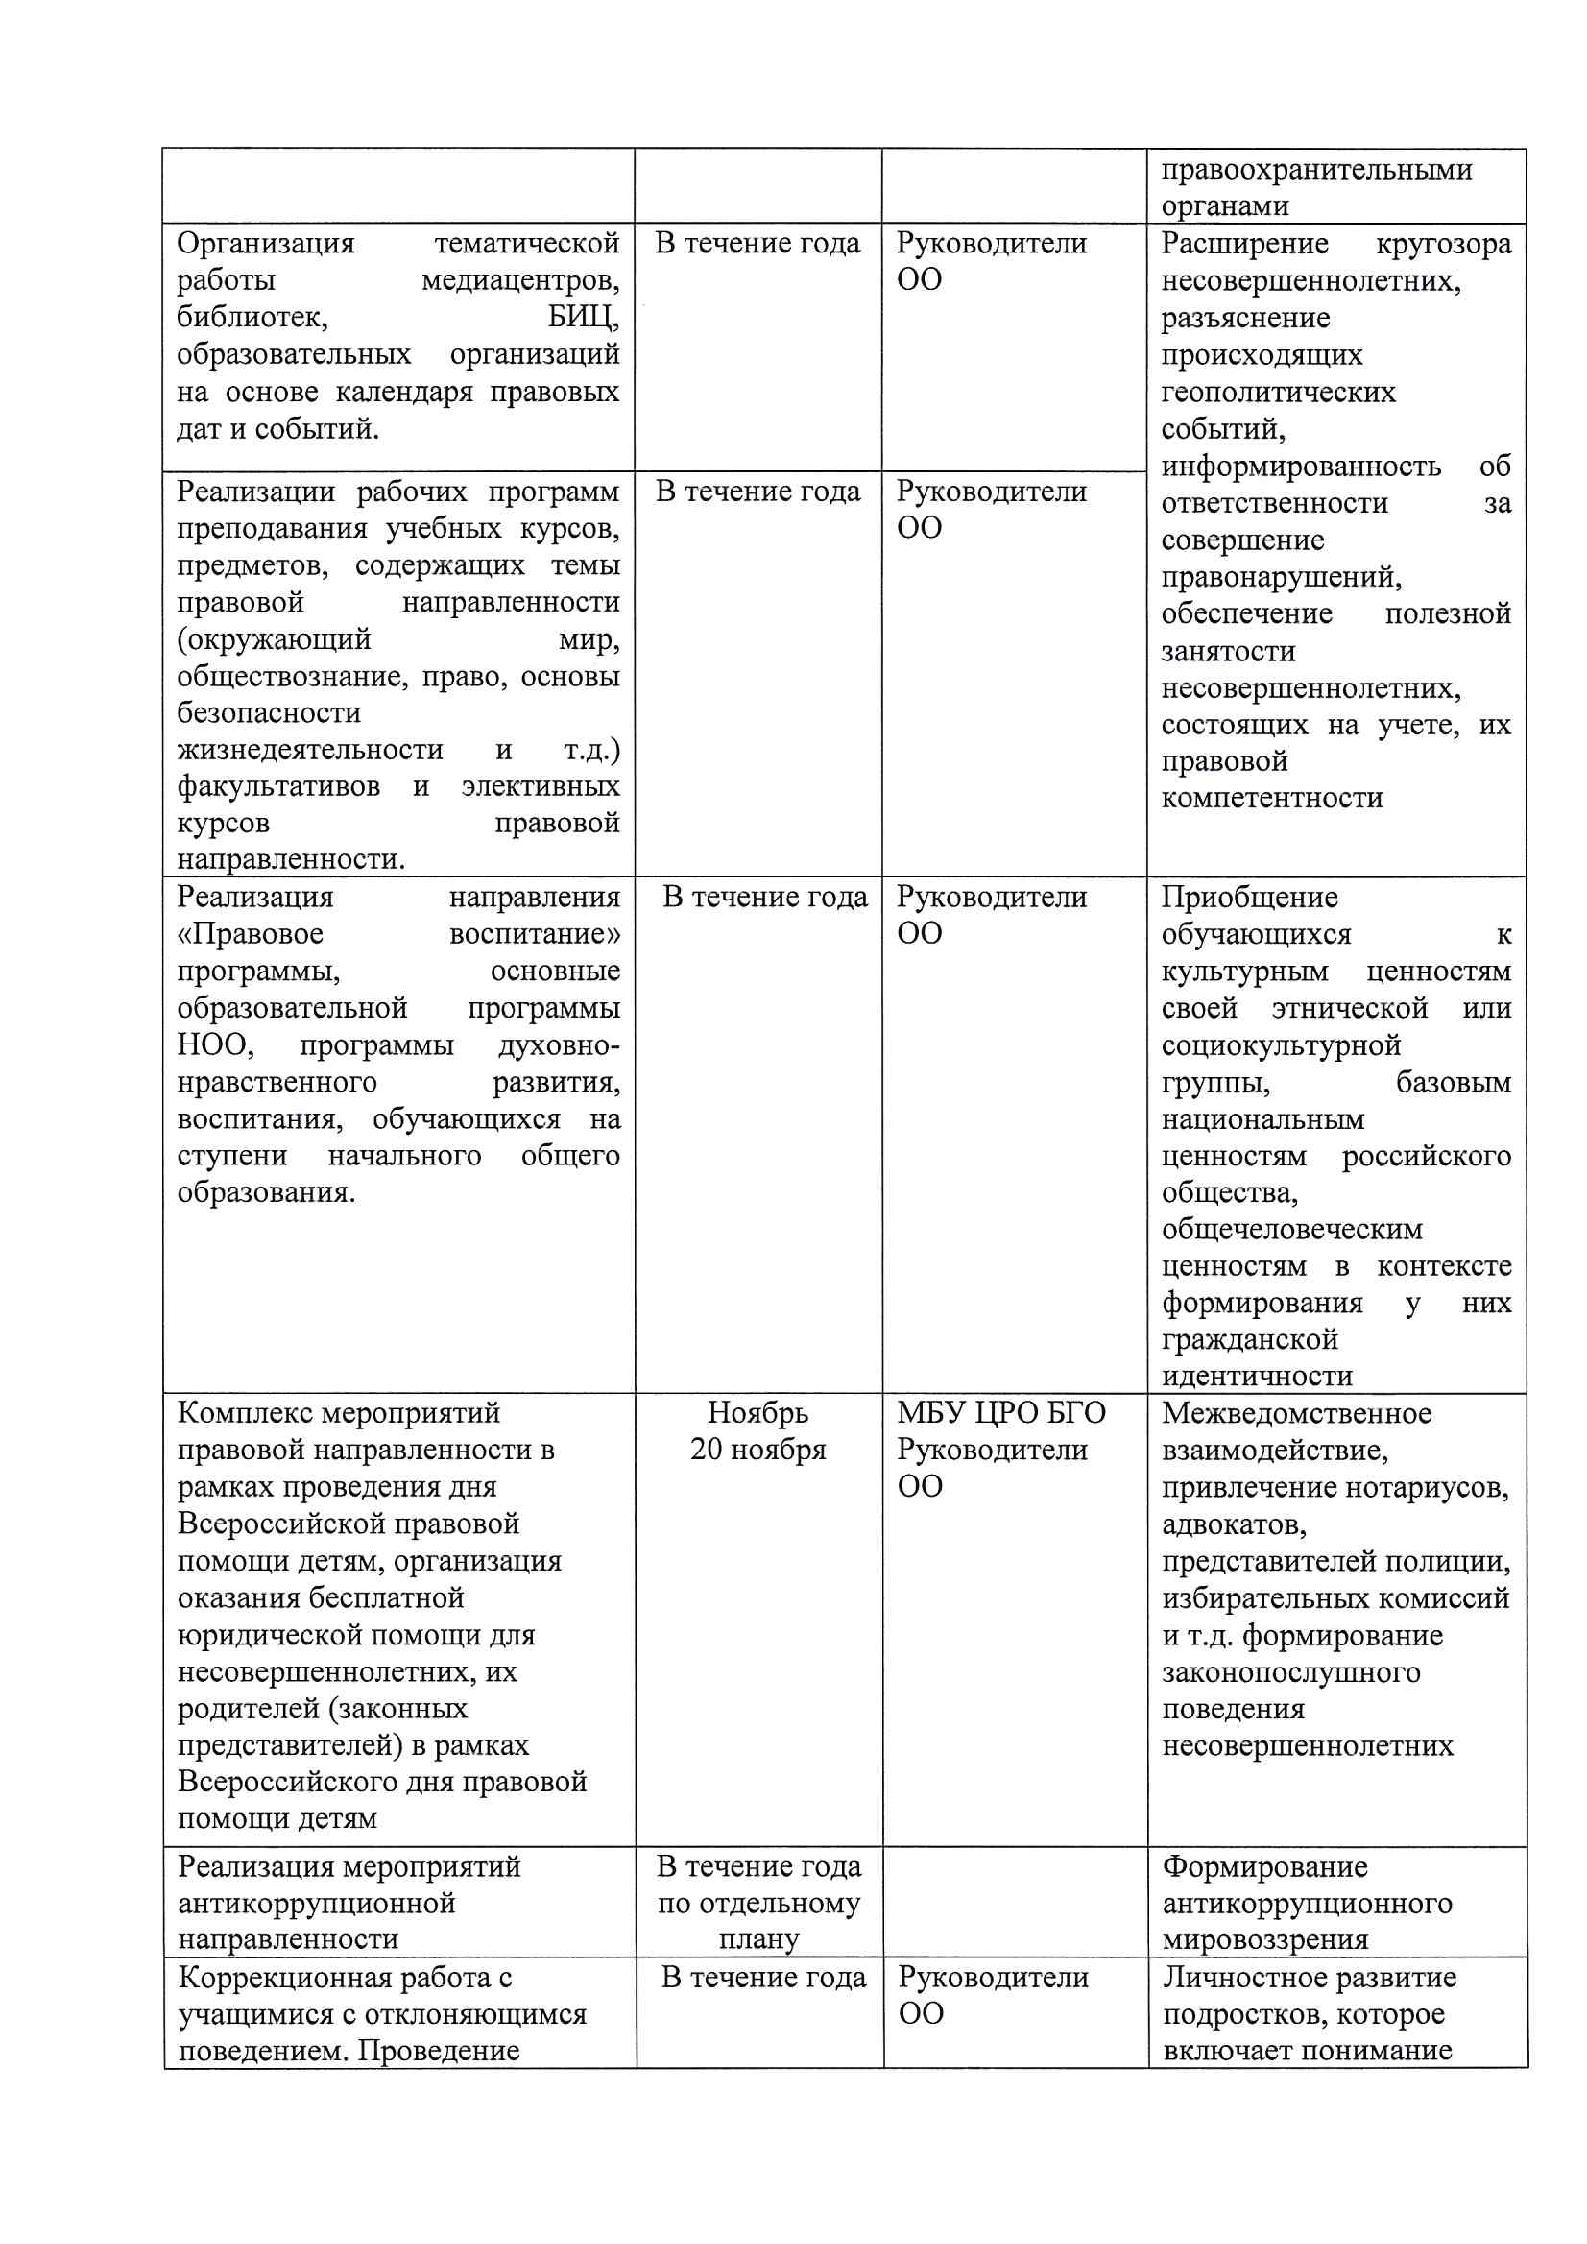 правоохранительными
органами
Организация тематической
работы медиацентров,
библиотек, БИЦ,
образовательных организаций
на основе календаря правовых
дат и событий.
В течение года
Руководители
ОО
Расширение кругозора
несовершеннолетних,
разъяснение
происходящих
геополитических
событий,
информированность об
ответственности за
совершение
правонарушений,
обеспечение полезной
занятости
несовершеннолетних,
состоящих на учете, их
правовой
компетентности
Реализации рабочих программ
преподавания учебных курсов,
предметов, содержащих темы
правовой направленности
(окружающий мир,
обществознание, право, основы
безопасности
жизнедеятельности и т.д.)
факультативов и элективных
курсов правовой
направленности.
В течение года
Руководители
ОО
Реализация направления
«Правовое воспитание»
программы, основные
образовательной программы
НОО, программы духовно-
нравственного развития,
воспитания, обучающихся на
ступени начального общего
образования.
В течение года
Руководители
ОО
Приобщение
обучающихся к
культурным ценностям
своей этнической или
социокультурной
группы, базовым
национальным
ценностям российского
общества,
общечеловеческим
ценностям в контексте
формирования у них
гражданской
идентичности
Комплекс мероприятий
правовой направленности в
рамках проведения дня
Всероссийской правовой
помощи детям, организация
оказания бесплатной
юридической помощи для
несовершеннолетних, их
родителей (законных
представителей) в рамках
Всероссийского дня правовой
помощи детям
Ноябрь
20 ноября
МБУ ЦРО БГО
Руководители
ОО
Межведомственное
взаимодействие,
привлечение нотариусов,
адвокатов,
представителей полиции,
избирательных комиссий
и т.д. формирование
законопослушного
поведения
несовершеннолетних
Реализация мероприятий
антикоррупционной
направленности
В течение года
по отдельному
плану
Формирование
антикоррупционного
мировоззрения
Коррекционная работа с
учащимися с отклоняющимся
поведением. Проведение
В течение года
Руководители
ОО
Личностное развитие
подростков, которое
включает понимание